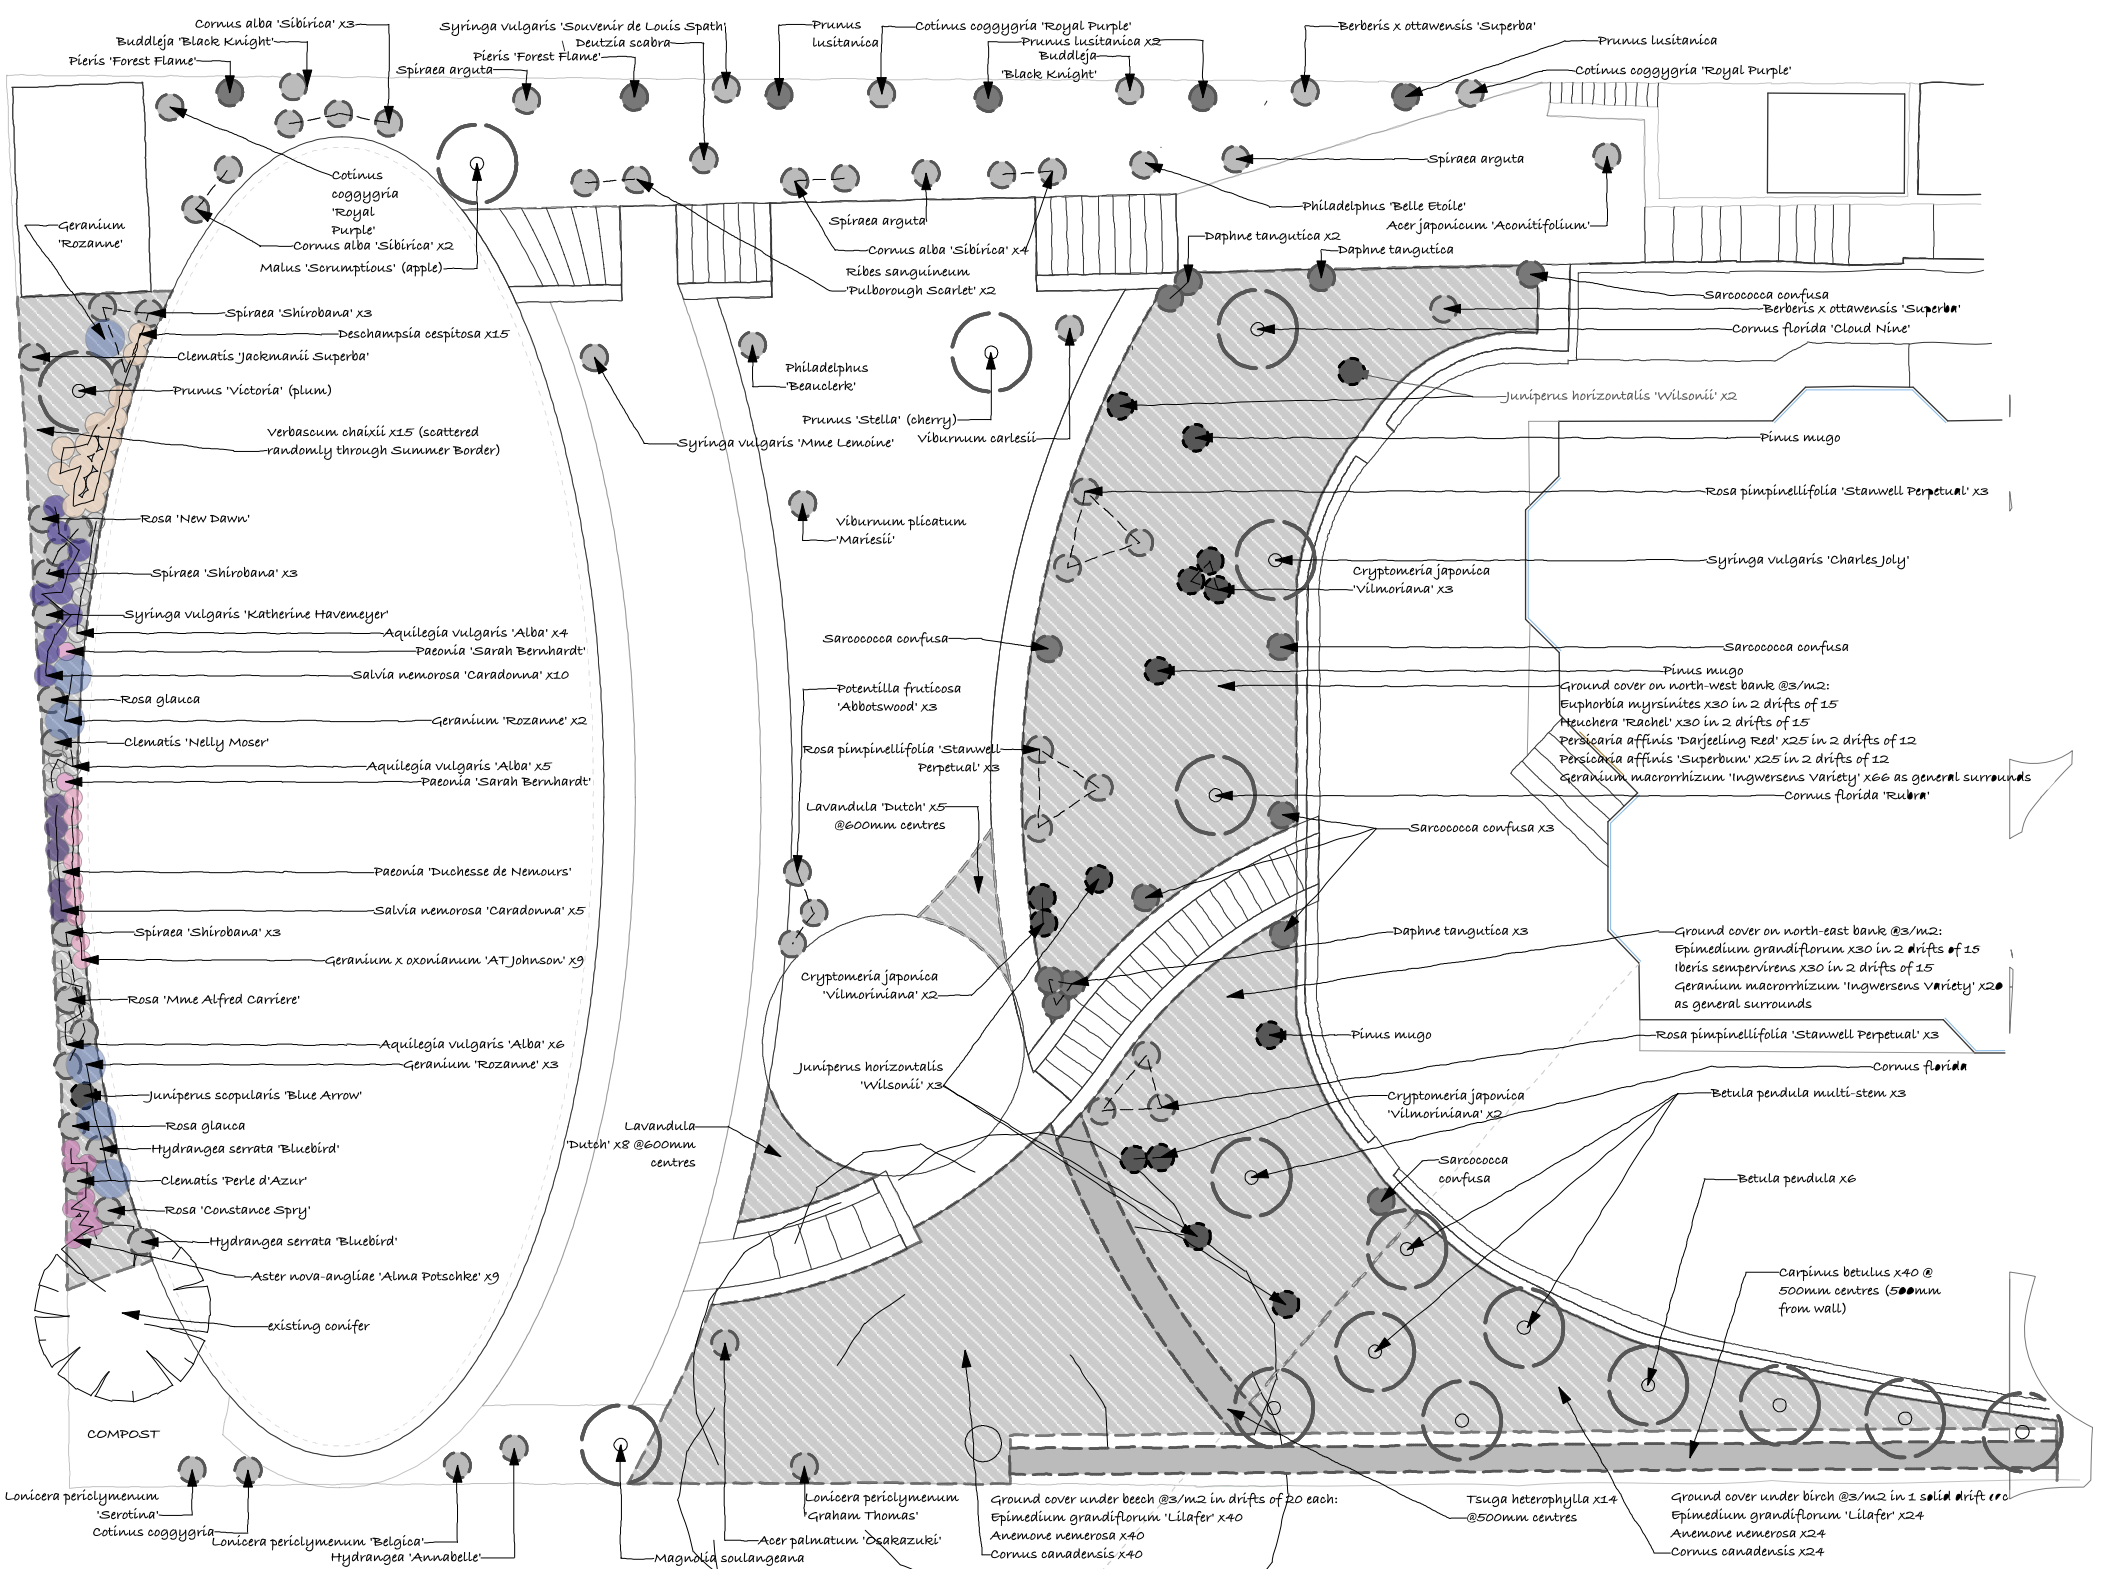 Cornus alba 'Sibirica' x3
Buddleja 'Black Knight'
Pieris 'Forest Flame'
Syringa vulgaris 'Souvenir de Louis Spath'
Deutzia scabra
Pieris 'Forest Flame'
Spiraea arguta
Prunus
lusitanica
Cotinus coggygria 'Royal Purple'
Prunus lusitanica x2
Buddleja
'Black Knight'
Berberis x ottawensis 'Superba'
Prunus lusitanica
Cotinus coggygria 'Royal Purple'
Cotinus
coggygria
'Royal
Purple'
Cornus alba 'Sibirica' x2
Malus 'Scrumptious' (apple)
Geranium
'Rozanne'
Spiraea arguta
Spiraea arguta
Cornus alba 'Sibirica' x4
Ribes sanguineum
'Pulborough Scarlet' x2
Philadelphus 'Belle Etoile'
Acer japonicum 'Aconitifolium'
Daphne tangutica x2
Daphne tangutica
Sarcococca confusa
Berberis x ottawensis 'Superba'
Cornus florida 'Cloud Nine'
Spiraea 'Shirobana' x3
Deschampsia cespitosa x15
Clematis 'Jackmanii Superba'
Prunus 'Victoria' (plum)
Verbascum chaixii x15 (scattered
randomly through Summer Border)
Philadelphus
'Beauclerk'
Prunus 'Stella' (cherry)
Syringa vulgaris 'Mme Lemoine'
Viburnum carlesii
Juniperus horizontalis 'Wilsonii' x2
Pinus mugo
Rosa pimpinellifolia 'Stanwell Perpetual' x3
Viburnum plicatum
'Mariesii'
Syringa vulgaris 'Charles Joly'
Cryptomeria japonica
'Vilmoriana' x3
Rosa 'New Dawn'
Spiraea 'Shirobana' x3
Syringa vulgaris 'Katherine Havemeyer'
Aquilegia vulgaris 'Alba' x4
Paeonia 'Sarah Bernhardt'
Salvia nemorosa 'Caradonna' x10
Rosa glauca
Geranium 'Rozanne' x2
Clematis 'Nelly Moser'
Aquilegia vulgaris 'Alba' x5
Paeonia 'Sarah Bernhardt'
Sarcococca confusa
Sarcococca confusa
Pinus mugo
Ground cover on north-west bank @3/m2:
Euphorbia myrsinites x30 in 2 drifts of 15
Heuchera 'Rachel' x30 in 2 drifts of 15
Persicaria affinis 'Darjeeling Red' x25 in 2 drifts of 12
Persicaria affinis 'Superbum' x25 in 2 drifts of 12
Geranium macrorrhizum 'Ingwersens Variety' x66 as general surrounds
Cornus florida 'Rubra'
Potentilla fruticosa
'Abbotswood' x3
Rosa pimpinellifolia 'Stanwell
Perpetual' x3
Lavandula 'Dutch' x5
@600mm centres
Sarcococca confusa x3
Paeonia 'Duchesse de Nemours'
Salvia nemorosa 'Caradonna' x5
Spiraea 'Shirobana' x3
Geranium x oxonianum 'AT Johnson' x9
Rosa 'Mme Alfred Carriere'
Aquilegia vulgaris 'Alba' x6
Geranium 'Rozanne' x3
Juniperus scopularis 'Blue Arrow'
Rosa glauca
Hydrangea serrata 'Bluebird'
Clematis 'Perle d'Azur'
Rosa 'Constance Spry'
Hydrangea serrata 'Bluebird'
Aster nova-angliae 'Alma Potschke' x9
existing conifer
COMPOST
Daphne tangutica x3
Ground cover on north-east bank @3/m2:
Epimedium grandiflorum x30 in 2 drifts of 15
Iberis sempervirens x30 in 2 drifts of 15
Geranium macrorrhizum 'Ingwersens Variety' x20
as general surrounds
Cryptomeria japonica
'Vilmoriniana' x2
Pinus mugo
Rosa pimpinellifolia 'Stanwell Perpetual' x3
Cornus florida
Juniperus horizontalis
'Wilsonii' x3
Cryptomeria japonica
'Vilmoriniana' x2
Betula pendula multi-stem x3
Lavandula
'Dutch' x8 @600mm
centres
Sarcococca
confusa
Betula pendula x6
Carpinus betulus x40 @
500mm centres (500mm
from wall)
Lonicera periclymenum
'Serotina'
Cotinus coggygria
Lonicera periclymenum 'Belgica'
Hydrangea 'Annabelle'
Magnolia soulangeana
Acer palmatum 'Osakazuki'
Lonicera periclymenum
'Graham Thomas'
Ground cover under beech @3/m2 in drifts of 20 each:
Epimedium grandiflorum 'Lilafer' x40
Anemone nemerosa x40
Cornus canadensis x40
Tsuga heterophylla x14
@500mm centres
Ground cover under birch @3/m2 in 1 solid drift
Epimedium grandiflorum 'Lilafer' x24
Anemone nemerosa x24
Cornus canadensis x24